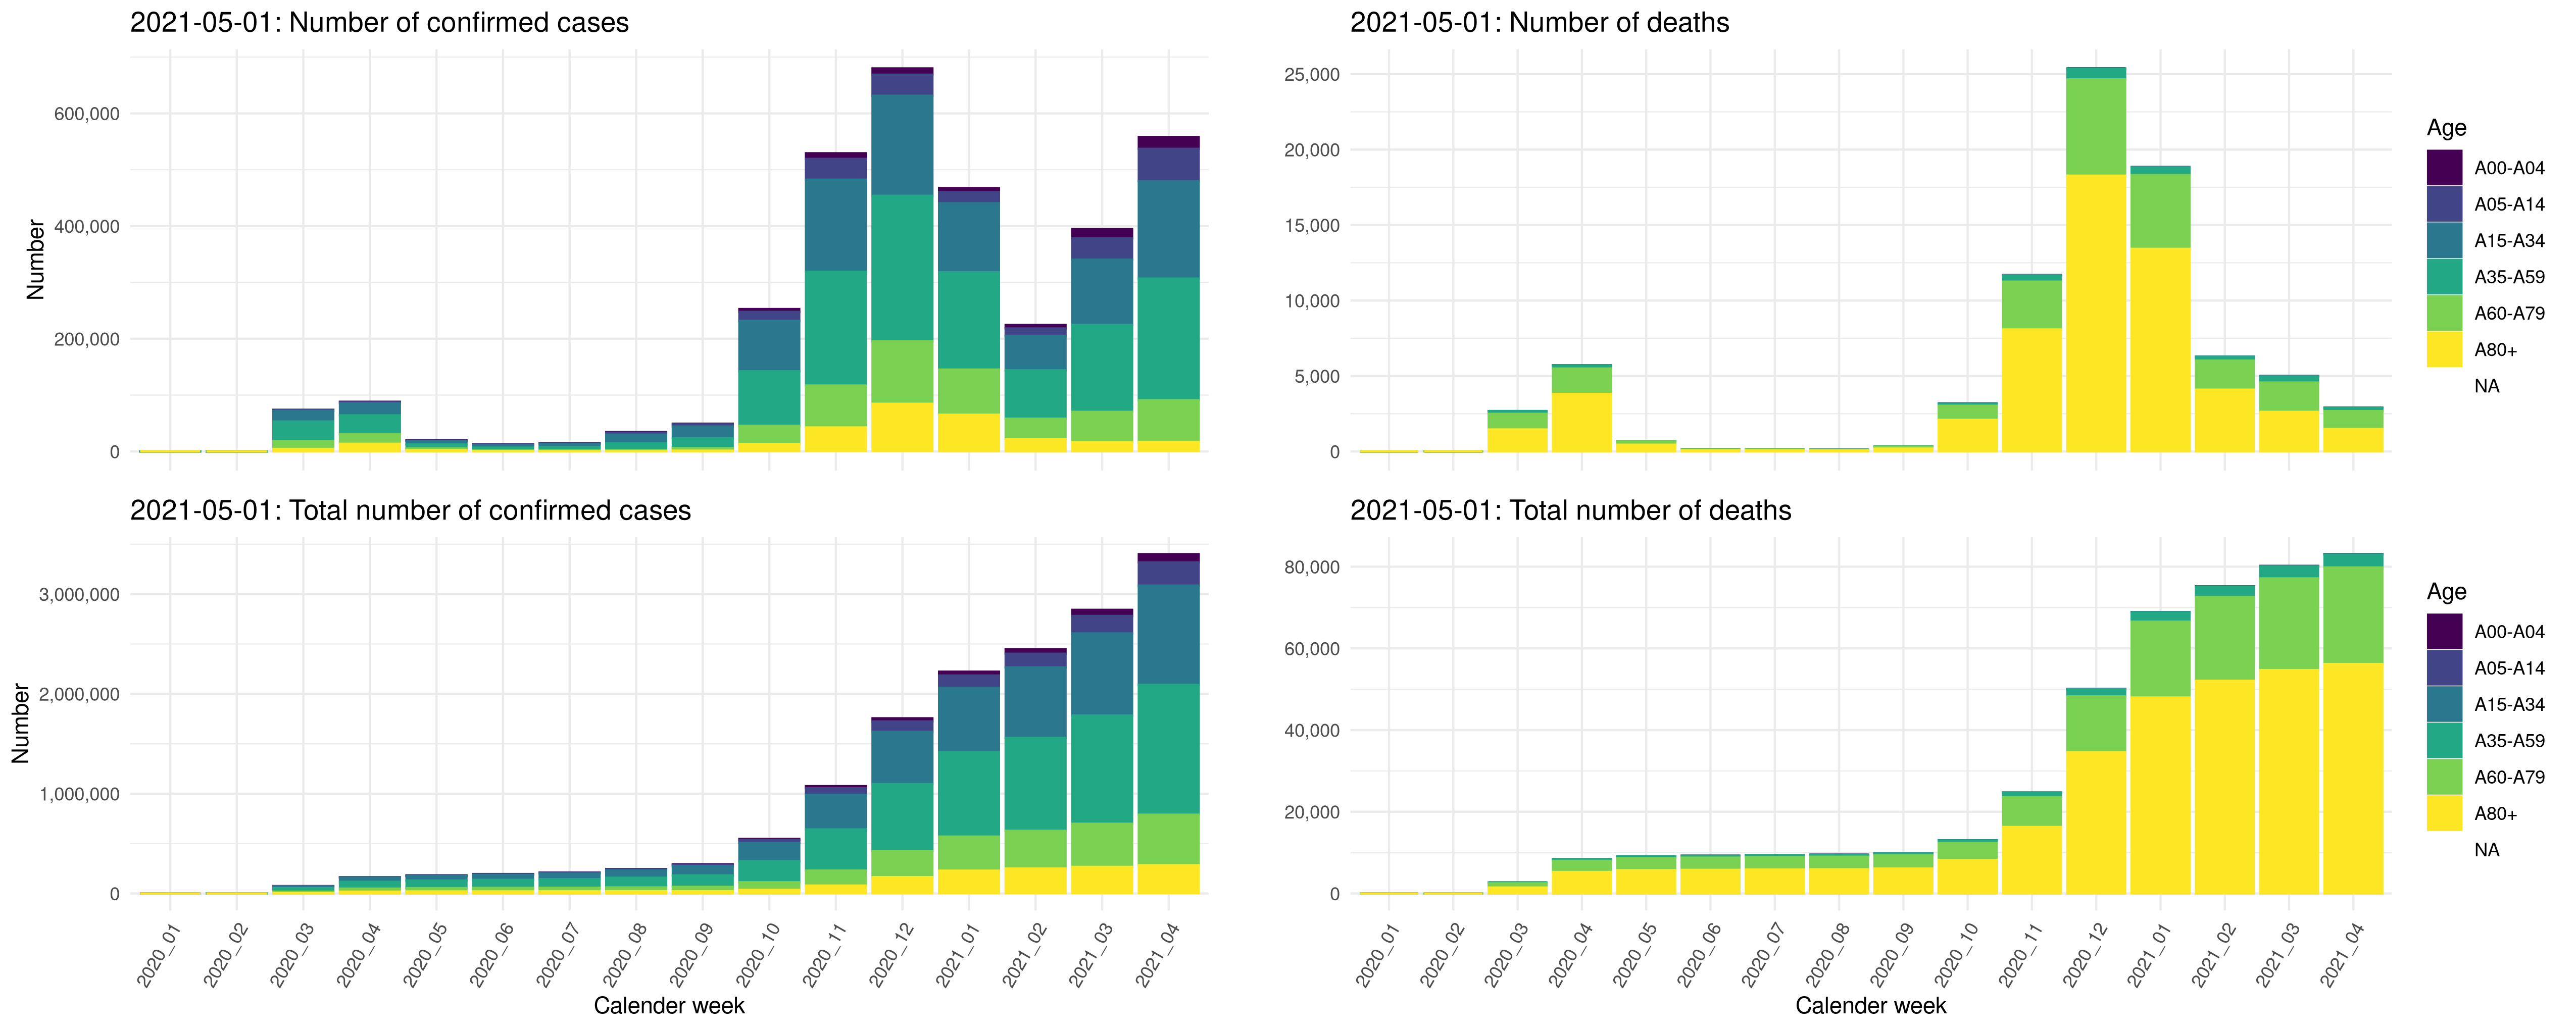 2021-05-01: Number of confirmed cases
Number
600,000
400,000
200,000
0
2021-05-01: Number of deaths
25,000
20,000
15,000
10,000
5,000
0
Age
A00-A04
A05-A14
A15-A34
A35-A59
A60-A79
A80+
NA
2021-05-01: Total number of confirmed cases
Number
3,000,000
2,000,000
1,000,000
0
2020_01
2020_02
2020_03
2020_04
2020_05
2020_06
2020_07
2020_08
2020_09
2020_10
2020_11
2020_12
2021_01
2021_02
2021_03
2021_04
Calender week
2021-05-01: Total number of deaths
80,000
60,000
40,000
20,000
0
2020_01
2020_02
2020_03
2020_04
2020_05
2020_06
2020_07
2020_08
2020_09
2020_10
2020_11
2020_12
2021_01
2021_02
2021_03
2021_04
Calender week
Age
A00-A04
A05-A14
A15-A34
A35-A59
A60-A79
A80+
NA